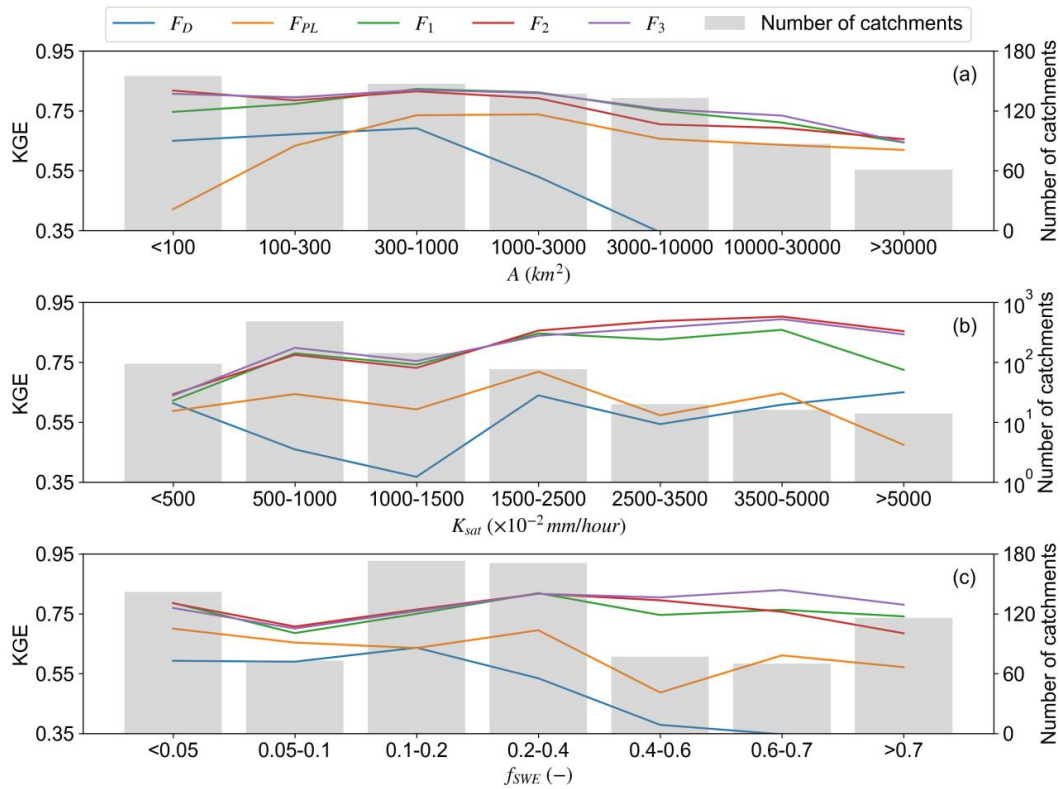 F_D F_PL F_1 F_2 F_3 Number of catchments
(a)
KGE
0.95
0.75
0.55
0.35
180
120
60
0
Number of catchments
<100 100-300 300-1000 1000-3000 3000-10000 10000-30000 >30000
A (km²)
(b)
KGE
0.95
0.75
0.55
0.35
10³
10²
10¹
10⁰
Number of catchments
<500 500-1000 1000-1500 1500-2500 2500-3500 3500-5000 >5000
K_sat (×10⁻² mm/hour)
(c)
KGE
0.95
0.75
0.55
0.35
180
120
60
0
Number of catchments
<0.05 0.05-0.1 0.1-0.2 0.2-0.4 0.4-0.6 0.6-0.7 >0.7
f_SWE (−)